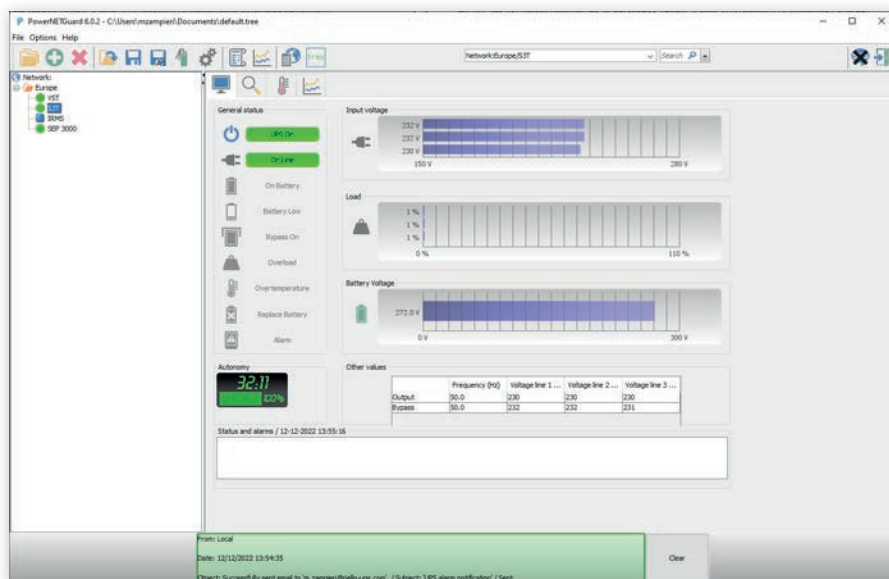 PowerNETGuard 6.0.2 - C:\Users\mzampieri\Documents\default.tree
File Options Help
Network:Europe/S3T
Search
Network:
Europe
VST
S3T
IRMS
SEP 3000
General status
UPS On
On Line
On Battery
Battery Low
Bypass On
Overload
Overtemperature
Replace Battery
Alarm
Input voltage
232 V
232 V
230 V
150 V 280 V
Load
1 %
1 %
1 %
0 % 110 %
Battery Voltage
272.0 V
0 V 300 V
Autonomy
32:11
100%
Other values
Frequency (Hz) Voltage line 1 ... Voltage line 2 ... Voltage line 3 ...
Output 50.0 230 230 230
Bypass 50.0 232 232 231
Status and alarms / 12-12-2022 13:55:16
From: Local
Date: 12/12/2022 13:54:35
Object: Successfully sent email to 'm.zampieri@riello-ups.com' / Subject: 'UPS alarm notification' / Sent
Clear